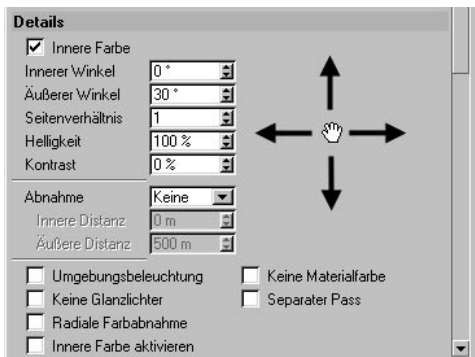 Details
Innere Farbe
Innerer Winkel 0 °
Äußerer Winkel 30 °
Seitenverhältnis 1
Helligkeit 100 %
Kontrast 0 %
Abnahme Keine
Innere Distanz 0 m
Äußere Distanz 500 m
Umgebungsbeleuchtung Keine Materialfarbe
Keine Glanzlichter Separater Pass
Radiale Farbabnahme
Innere Farbe aktivieren